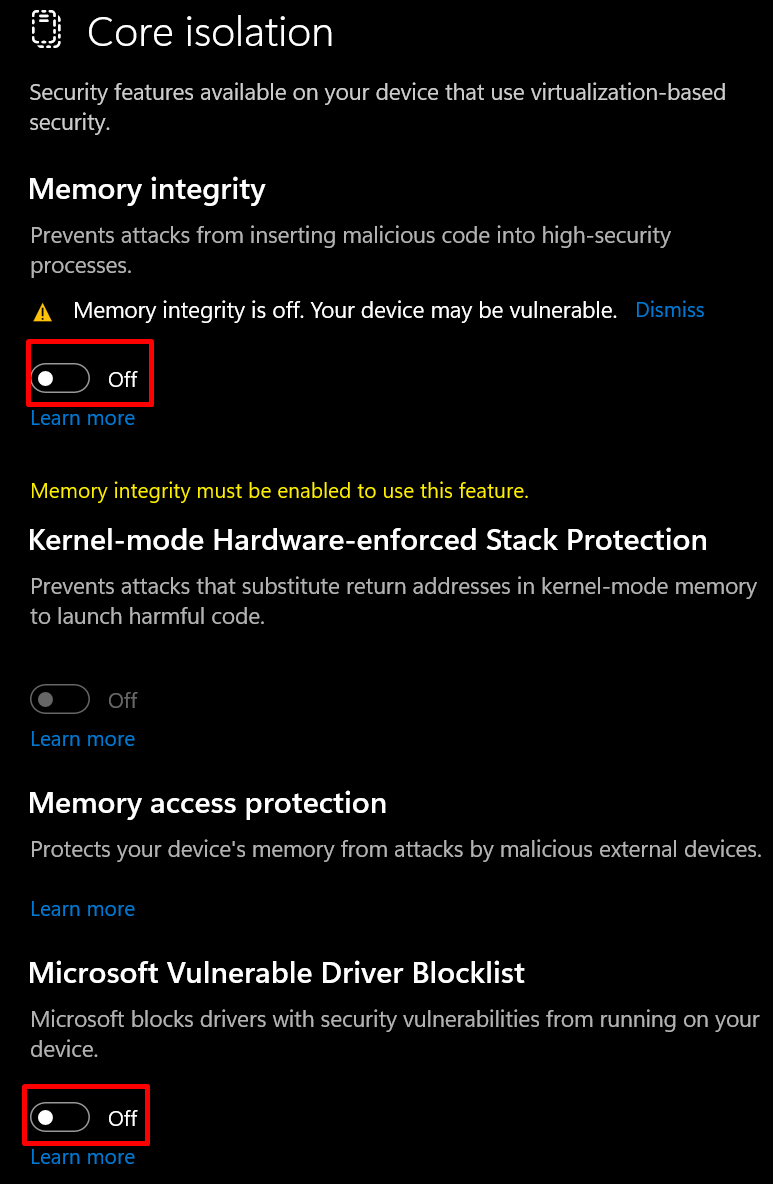 Core isolation
Security features available on your device that use virtualization-based
security.
Memory integrity
Prevents attacks from inserting malicious code into high-security
processes.
Memory integrity is off. Your device may be vulnerable. Dismiss
Off
Learn more
Memory integrity must be enabled to use this feature.
Kernel-mode Hardware-enforced Stack Protection
Prevents attacks that substitute return addresses in kernel-mode memory
to launch harmful code.
Off
Learn more
Memory access protection
Protects your device's memory from attacks by malicious external devices.
Learn more
Microsoft Vulnerable Driver Blocklist
Microsoft blocks drivers with security vulnerabilities from running on your
device.
Off
Learn more